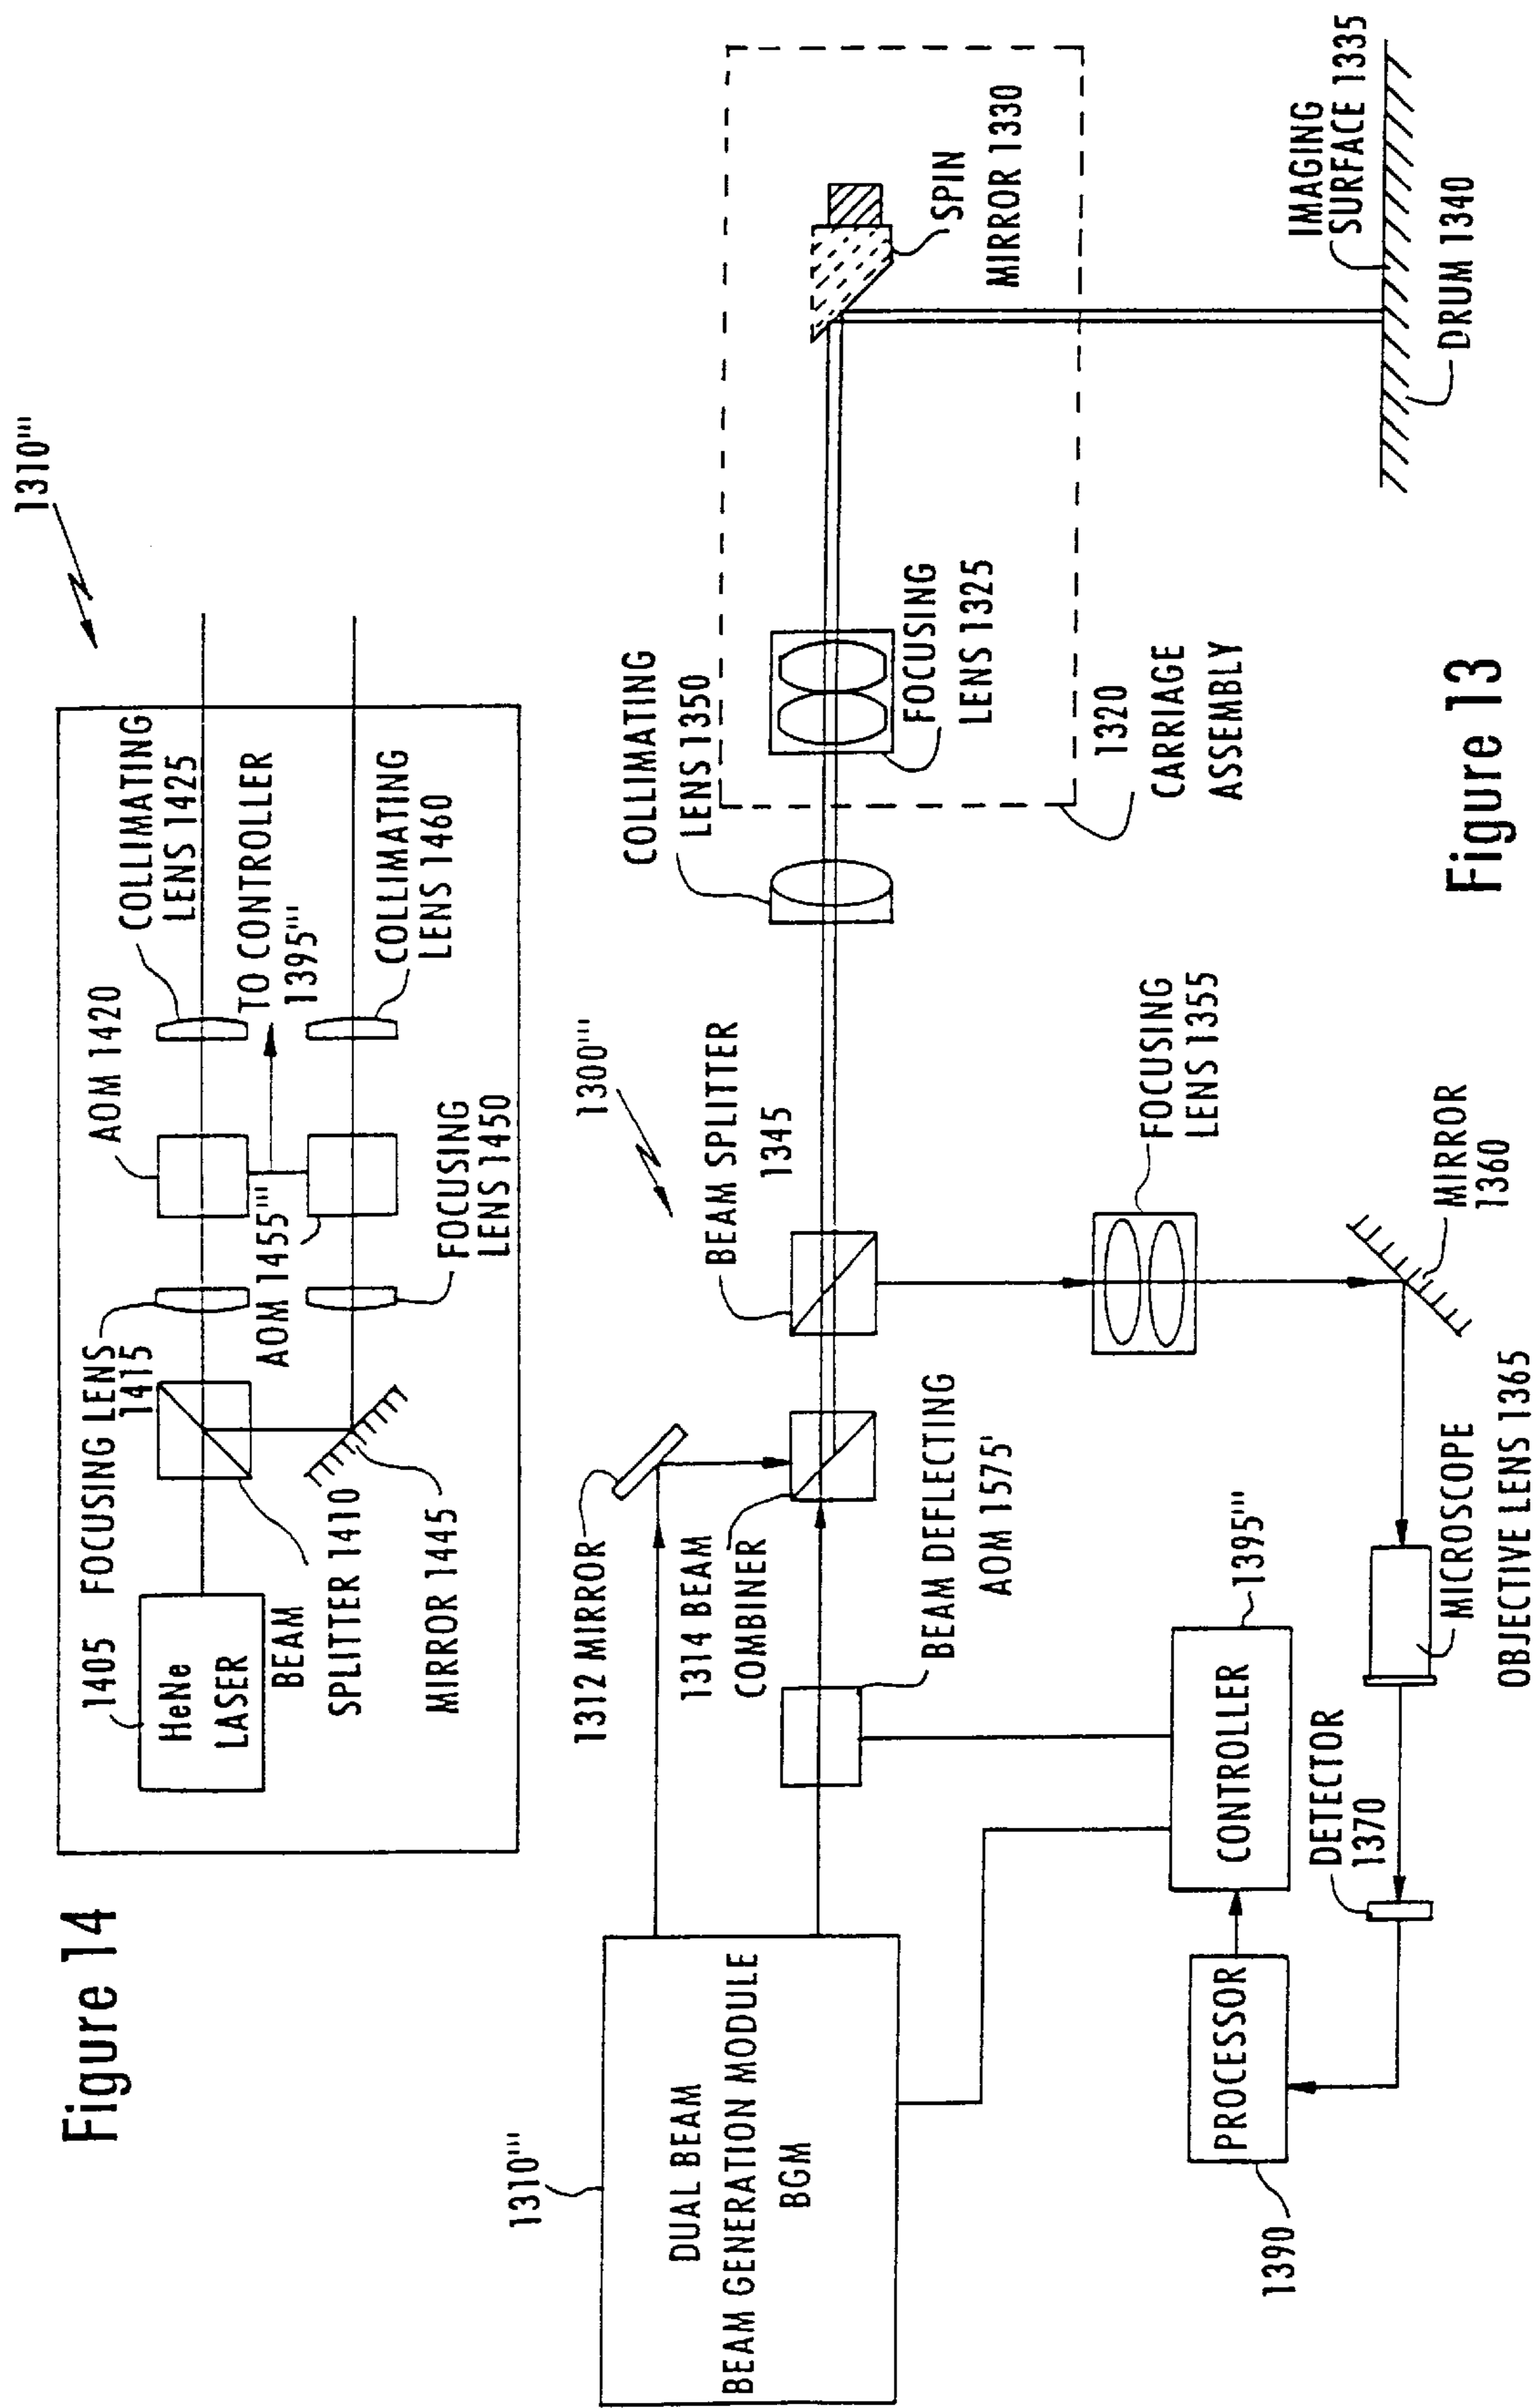 Figure 14
1310'''
1405
HeNe
LASER
FOCUSING LENS
1415
BEAM
SPLITTER 1410
MIRROR 1445
AOM 1420
AOM 1455'''
FOCUSING
LENS 1450
COLLIMATING
LENS 1425
TO CONTROLLER
1395'''
COLLIMATING
LENS 1460
Figure 13
1300'''
1310'''
DUAL BEAM
BEAM GENERATION MODULE
BGM
1312 MIRROR
1314 BEAM
COMBINER
BEAM DEFLECTING
AOM 1575'
BEAM SPLITTER
1345
COLLIMATING
LENS 1350
FOCUSING
LENS 1325
1320
CARRIAGE
ASSEMBLY
SPIN
MIRROR 1330
IMAGING
SURFACE 1335
DRUM 1340
FOCUSING
LENS 1355
MIRROR
1360
MICROSCOPE
OBJECTIVE LENS 1365
DETECTOR
1370
CONTROLLER
1395'''
PROCESSOR
1390